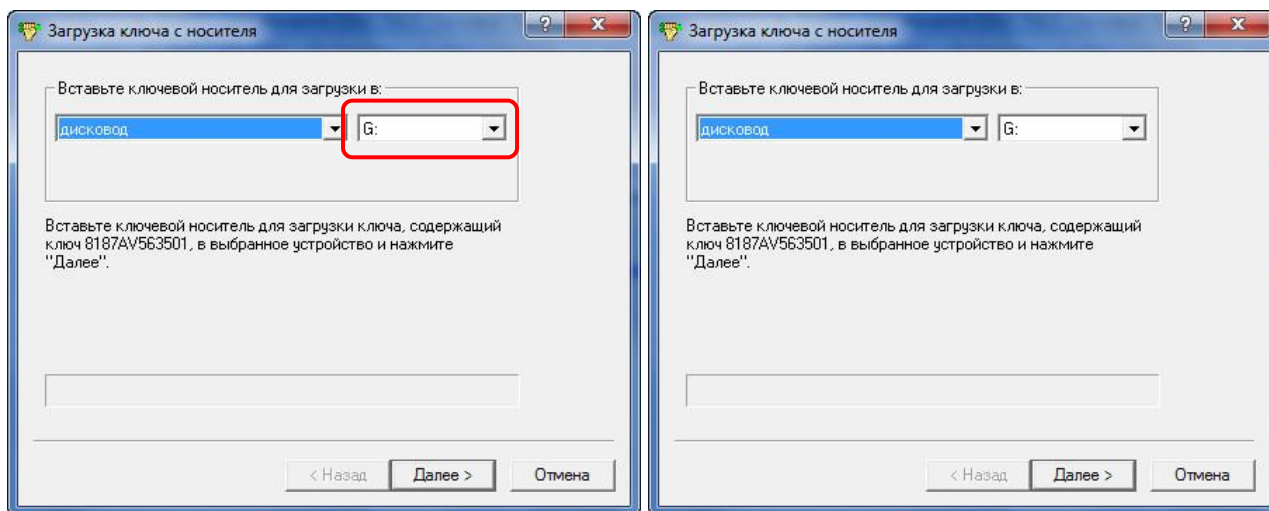 Загрузка ключа с носителя
Вставьте ключевой носитель для загрузки в:
дисковод G:
Вставьте ключевой носитель для загрузки ключа, содержащий
ключ 8187AV563501, в выбранное устройство и нажмите
"Далее".
< Назад Далее > Отмена
Загрузка ключа с носителя
Вставьте ключевой носитель для загрузки в:
дисковод G:
Вставьте ключевой носитель для загрузки ключа, содержащий
ключ 8187AV563501, в выбранное устройство и нажмите
"Далее".
< Назад Далее > Отмена